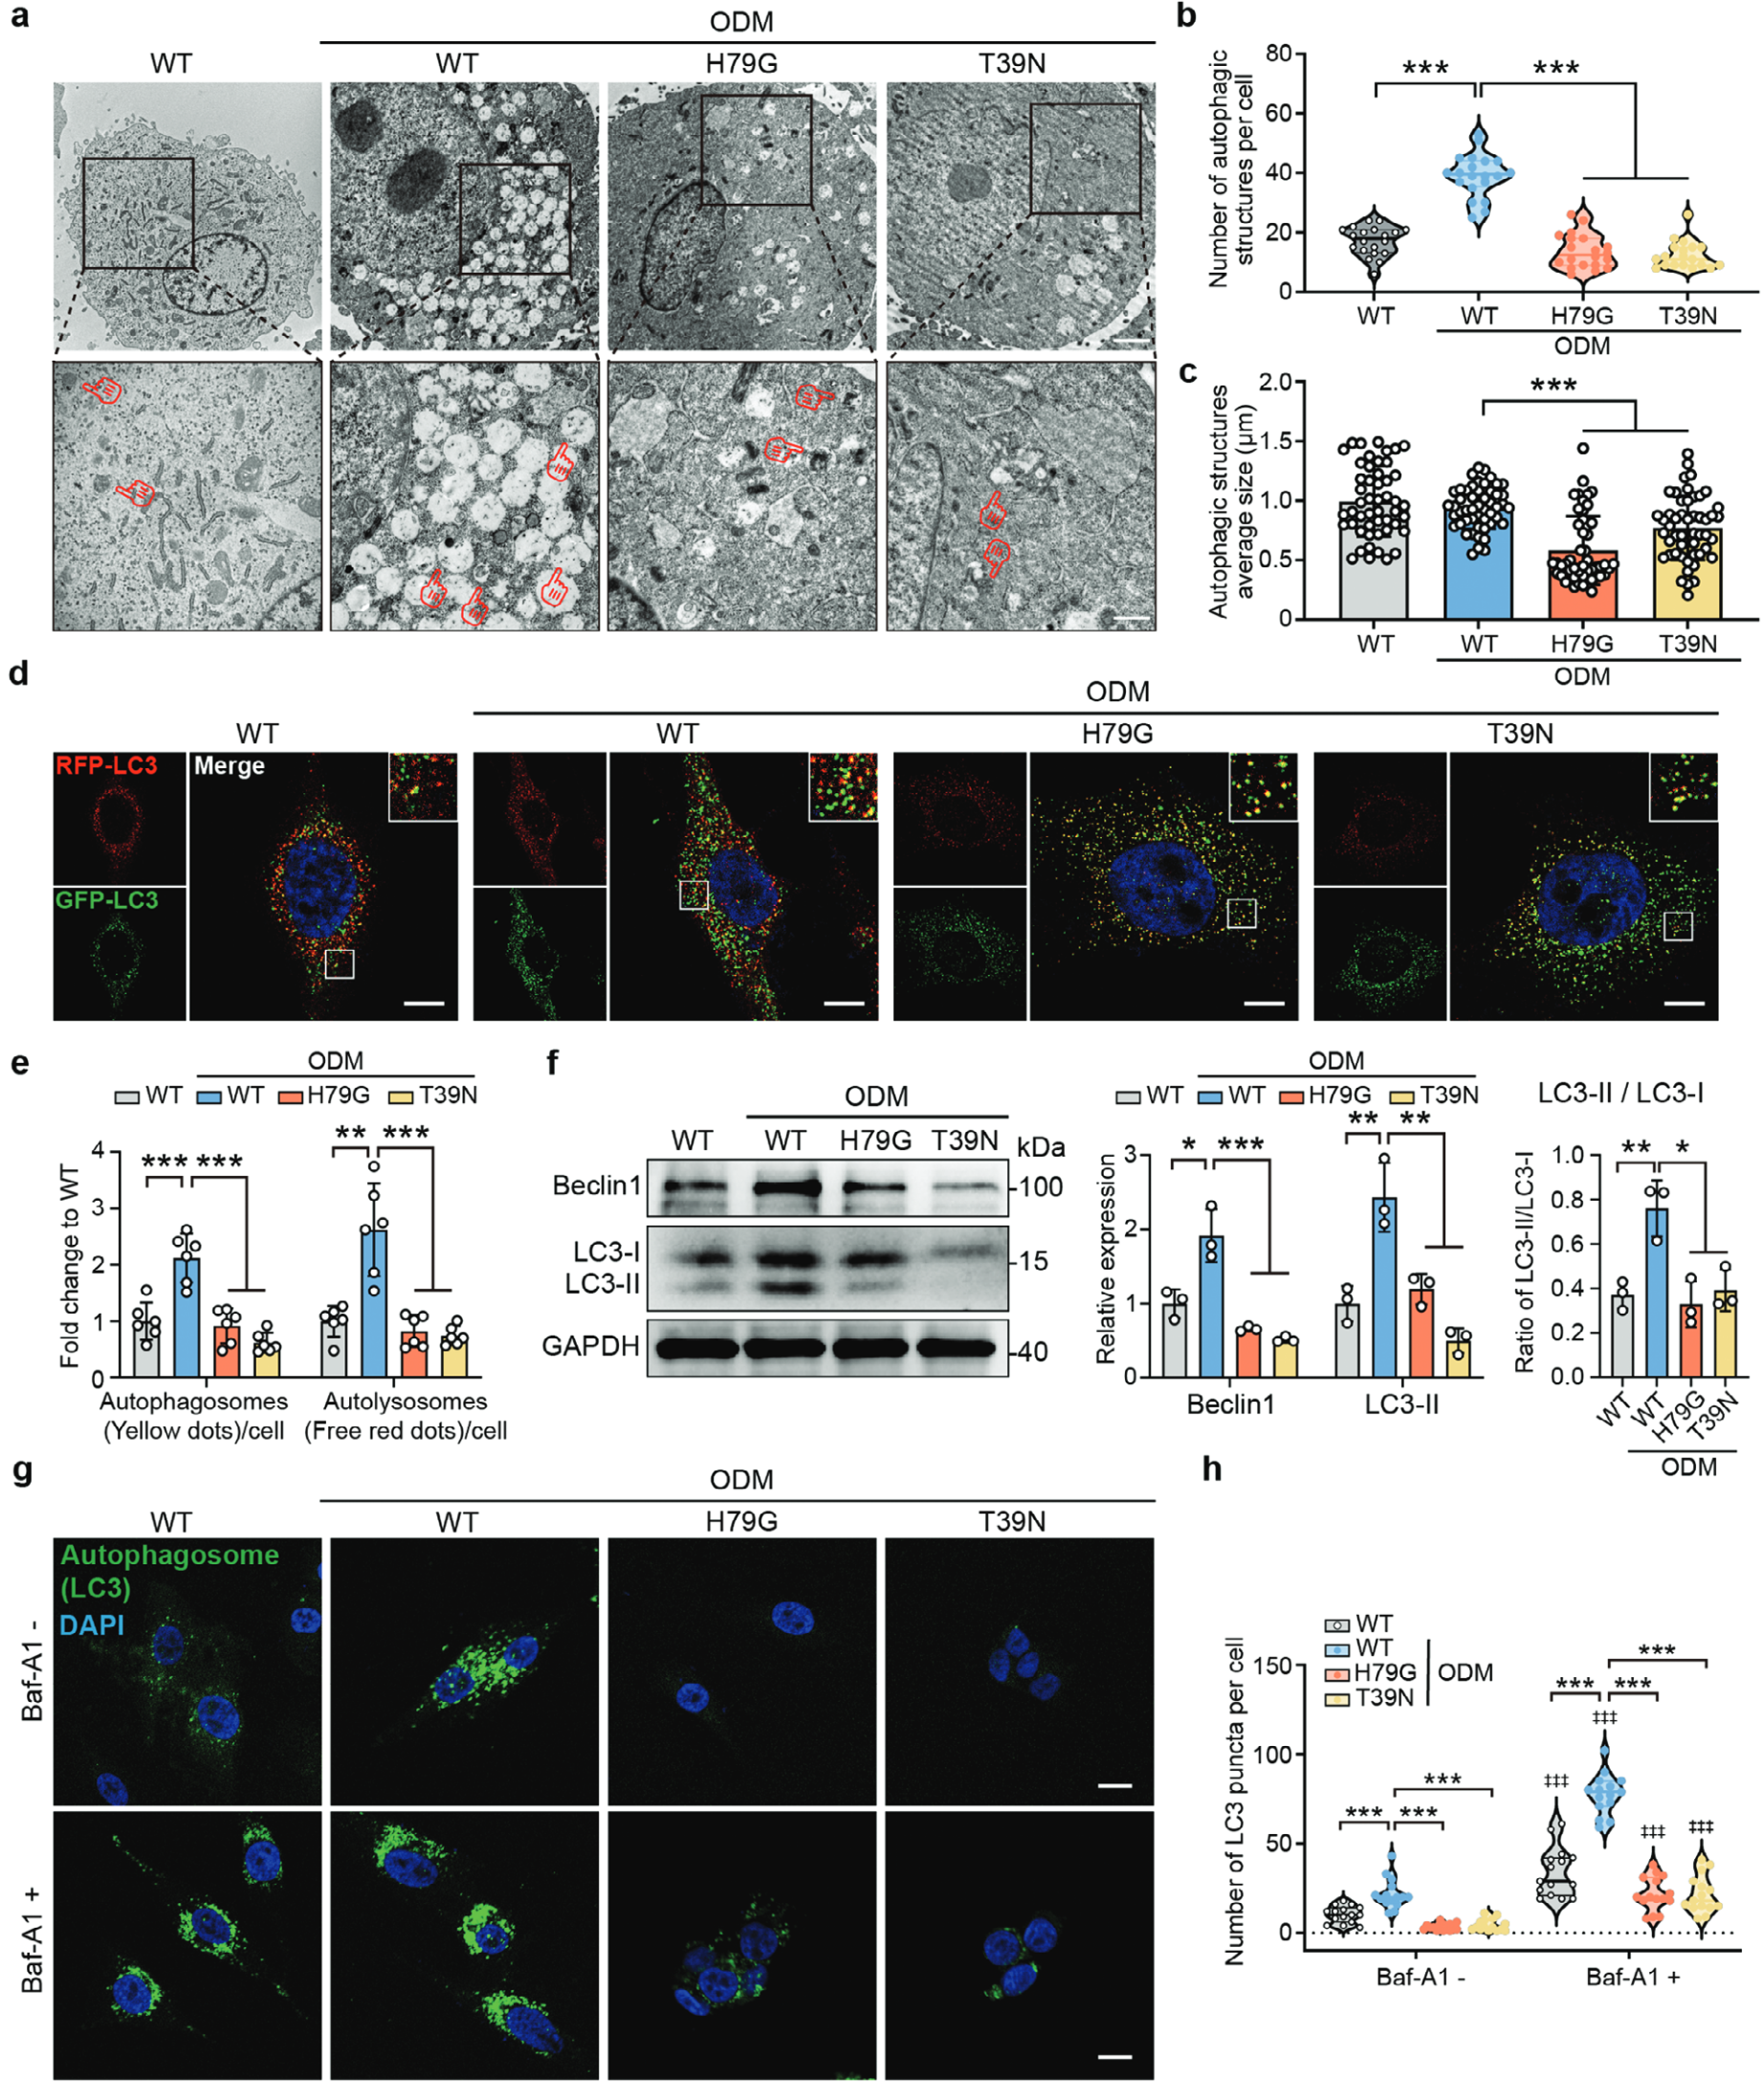 a
ODM
WT WT H79G T39N
b
Number of autophagic
structures per cell
80
60
40
20
0
*** ***
WT WT H79G T39N
ODM
c
Autophagic structures
average size (μm)
2.0
1.5
1.0
0.5
0
***
WT WT H79G T39N
ODM
d
ODM
WT WT H79G T39N
RFP-LC3 Merge
GFP-LC3
e
ODM
WT WT H79G T39N
Fold change to WT
4
3
2
1
0
*** *** ** ***
Autophagosomes Autolysosomes
(Yellow dots)/cell (Free red dots)/cell
f
ODM
WT WT H79G T39N kDa
Beclin1 -100
LC3-I -15
LC3-II
GAPDH -40
ODM
WT WT H79G T39N
Relative expression
3
2
1
0
* *** ** **
Beclin1 LC3-II
LC3-II / LC3-I
Ratio of LC3-II/LC3-I
1.0
0.8
0.6
0.4
0.2
0.0
** *
WT WT H79G T39N
ODM
g
ODM
WT WT H79G T39N
Autophagosome
(LC3)
DAPI
Baf-A1 -
Baf-A1 +
h
WT
WT
H79G ODM
T39N
Number of LC3 puncta per cell
150
100
50
0
*** *** ***
*** *** ***
‡‡‡ ‡‡‡ ‡‡‡ ‡‡‡
Baf-A1 - Baf-A1 +